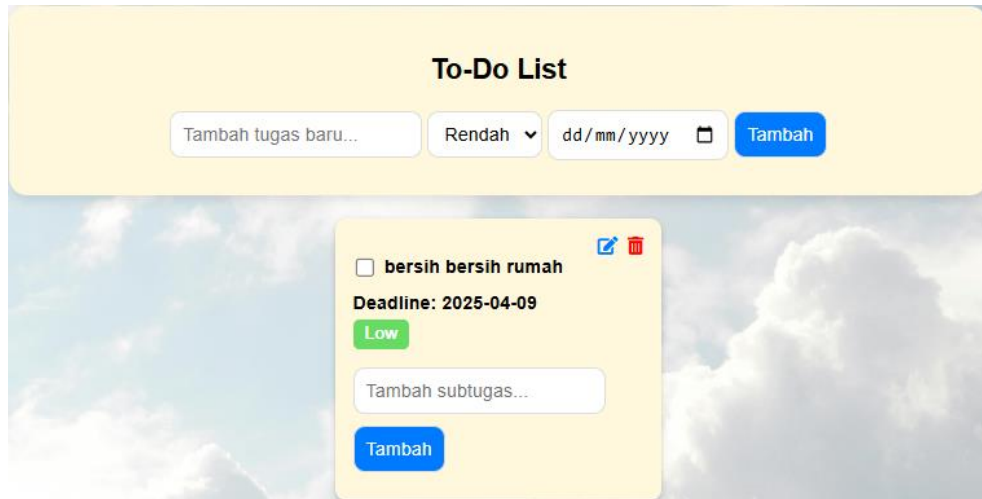 To-Do List
Tambah tugas baru... Rendah dd/mm/yyyy Tambah
bersih bersih rumah
Deadline: 2025-04-09
Low
Tambah subtugas...
Tambah